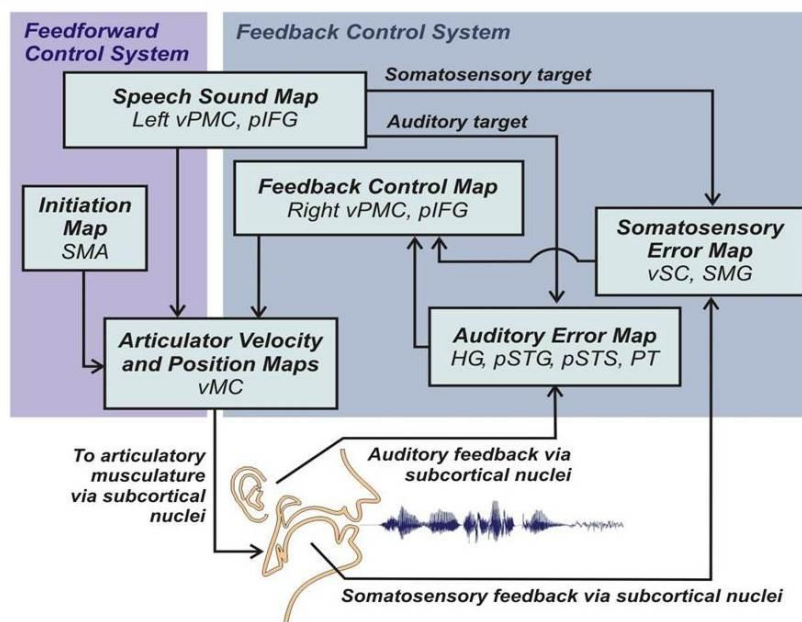 Feedforward
Control System
Feedback Control System
Speech Sound Map
Left vPMC, pIFG
Somatosensory target
Auditory target
Feedback Control Map
Right vPMC, pIFG
Initiation
Map
SMA
Somatosensory
Error Map
vSC, SMG
Articulator Velocity
and Position Maps
vMC
Auditory Error Map
HG, pSTG, pSTS, PT
To articulatory
musculature
via subcortical
nuclei
Auditory feedback via
subcortical nuclei
Somatosensory feedback via subcortical nuclei